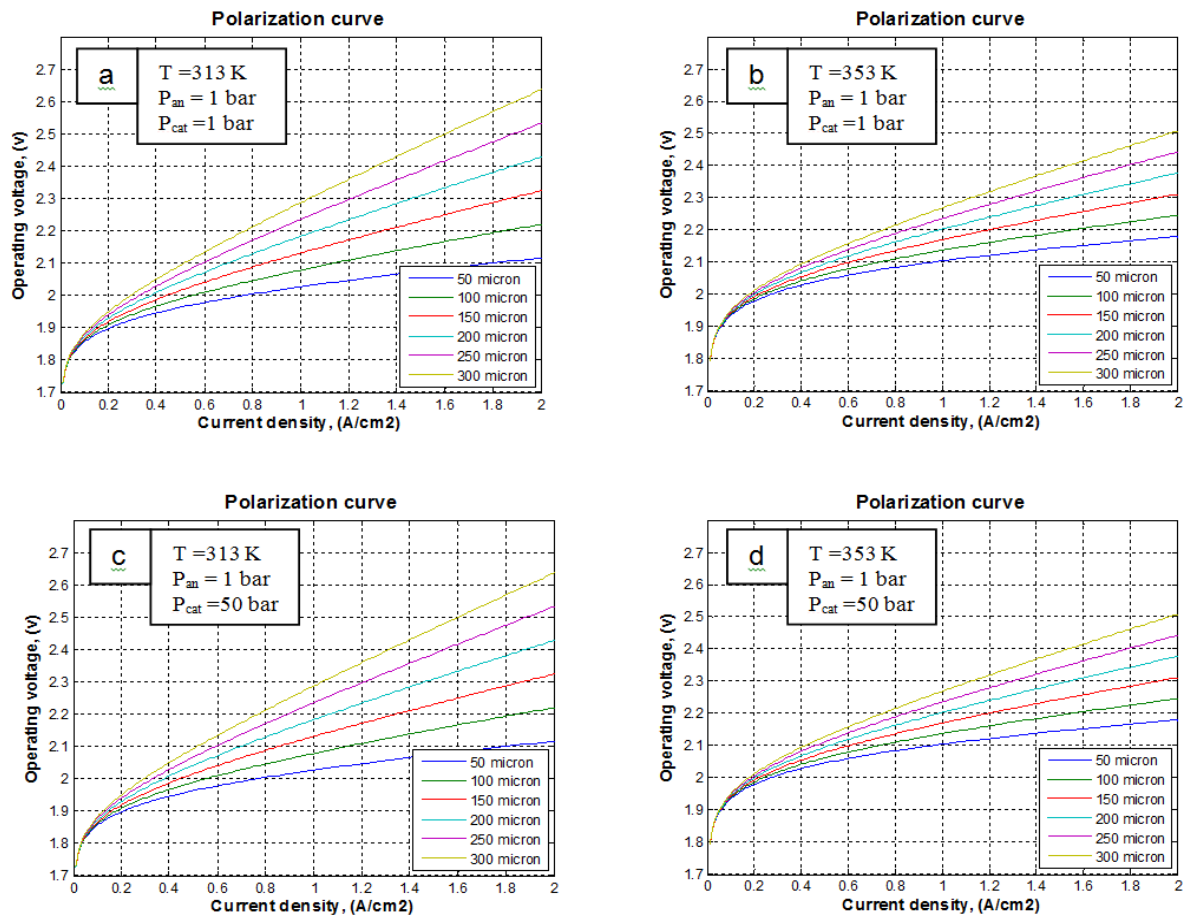 Polarization curve
a
T =313 K
P_an = 1 bar
P_cat =1 bar
Operating voltage, (v)
2.7
2.6
2.5
2.4
2.3
2.2
2.1
2
1.9
1.8
1.7
50 micron
100 micron
150 micron
200 micron
250 micron
300 micron
0 0.2 0.4 0.6 0.8 1 1.2 1.4 1.6 1.8 2
Current density, (A/cm2)
Polarization curve
b
T =353 K
P_an = 1 bar
P_cat =1 bar
Operating voltage, (v)
2.7
2.6
2.5
2.4
2.3
2.2
2.1
2
1.9
1.8
1.7
50 micron
100 micron
150 micron
200 micron
250 micron
300 micron
0 0.2 0.4 0.6 0.8 1 1.2 1.4 1.6 1.8 2
Current density, (A/cm2)
Polarization curve
c
T =313 K
P_an = 1 bar
P_cat =50 bar
Operating voltage, (v)
2.7
2.6
2.5
2.4
2.3
2.2
2.1
2
1.9
1.8
1.7
50 micron
100 micron
150 micron
200 micron
250 micron
300 micron
0.2 0.4 0.6 0.8 1 1.2 1.4 1.6 1.8 2
Current density, (A/cm2)
Polarization curve
d
T =353 K
P_an = 1 bar
P_cat =50 bar
Operating voltage, (v)
2.7
2.6
2.5
2.4
2.3
2.2
2.1
2
1.9
1.8
1.7
50 micron
100 micron
150 micron
200 micron
250 micron
300 micron
0 0.2 0.4 0.6 0.8 1 1.2 1.4 1.6 1.8 2
Current density, (A/cm2)